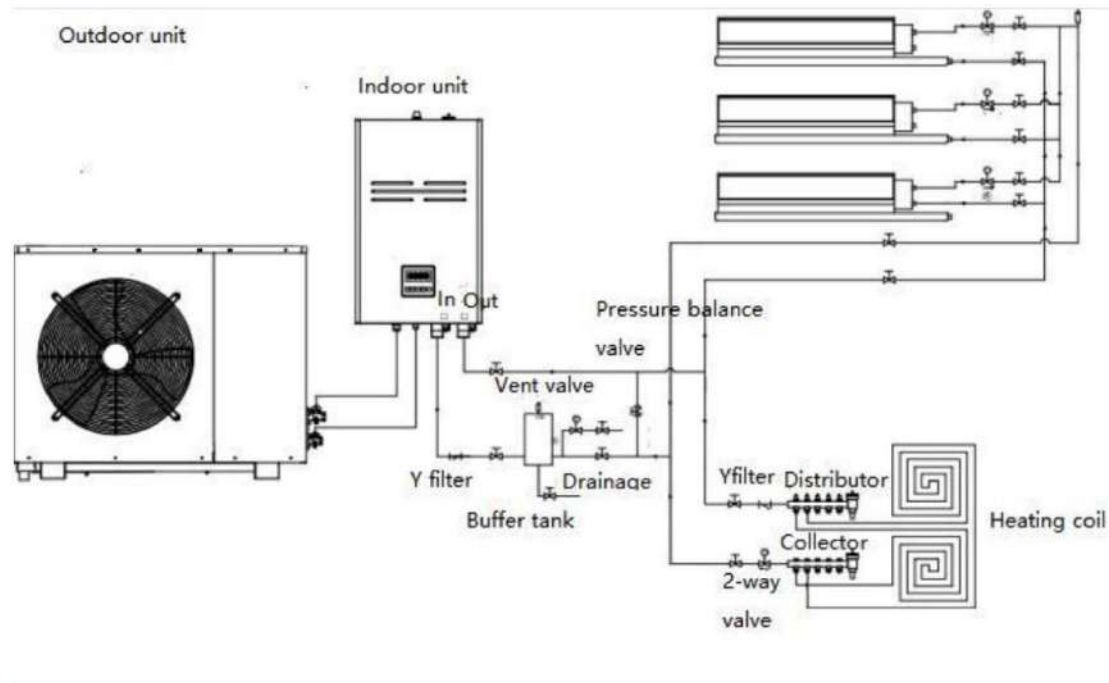 Outdoor unit
Indoor unit
In Out
Pressure balance
valve
Vent valve
Y filter
Drainage
Buffer tank
Yfilter
Distributor
Heating coil
Collector
2-way
valve